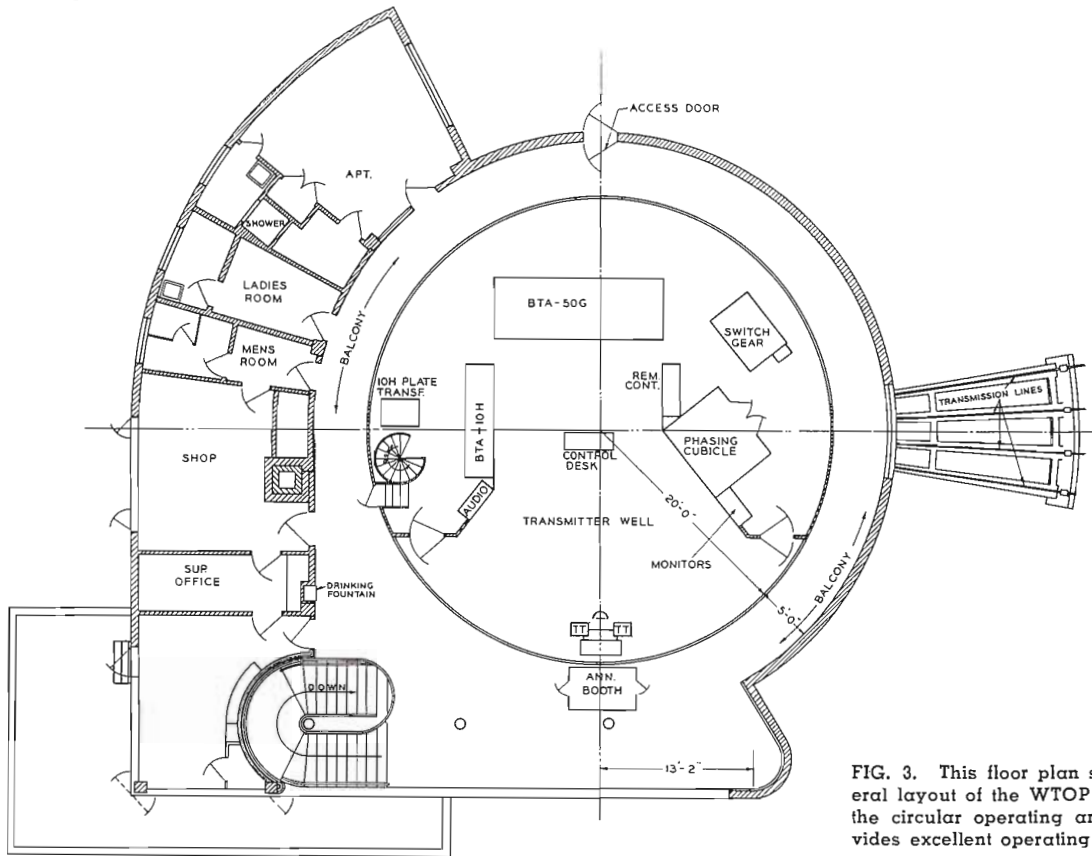 ACCESS DOOR
APT.
SHOWER
LADIES
ROOM
MENS
ROOM
BALCONY
BTA-50G
SWITCH
GEAR
10H PLATE
TRANSF.
BTA-10H
REM.
CONT.
TRANSMISSION LINES
SHOP
CONTROL
DESK
PHASING
CUBICLE
AUDIO
20'-0"
TRANSMITTER WELL
MONITORS
BALCONY
5'-0"
SUP.
OFFICE
DRINKING
FOUNTAIN
TT
TT
ANN.
BOOTH
DOWN
13'-2"
FIG. 3. This floor plan
eral layout of the WTOP
the circular operating
vides excellent operating